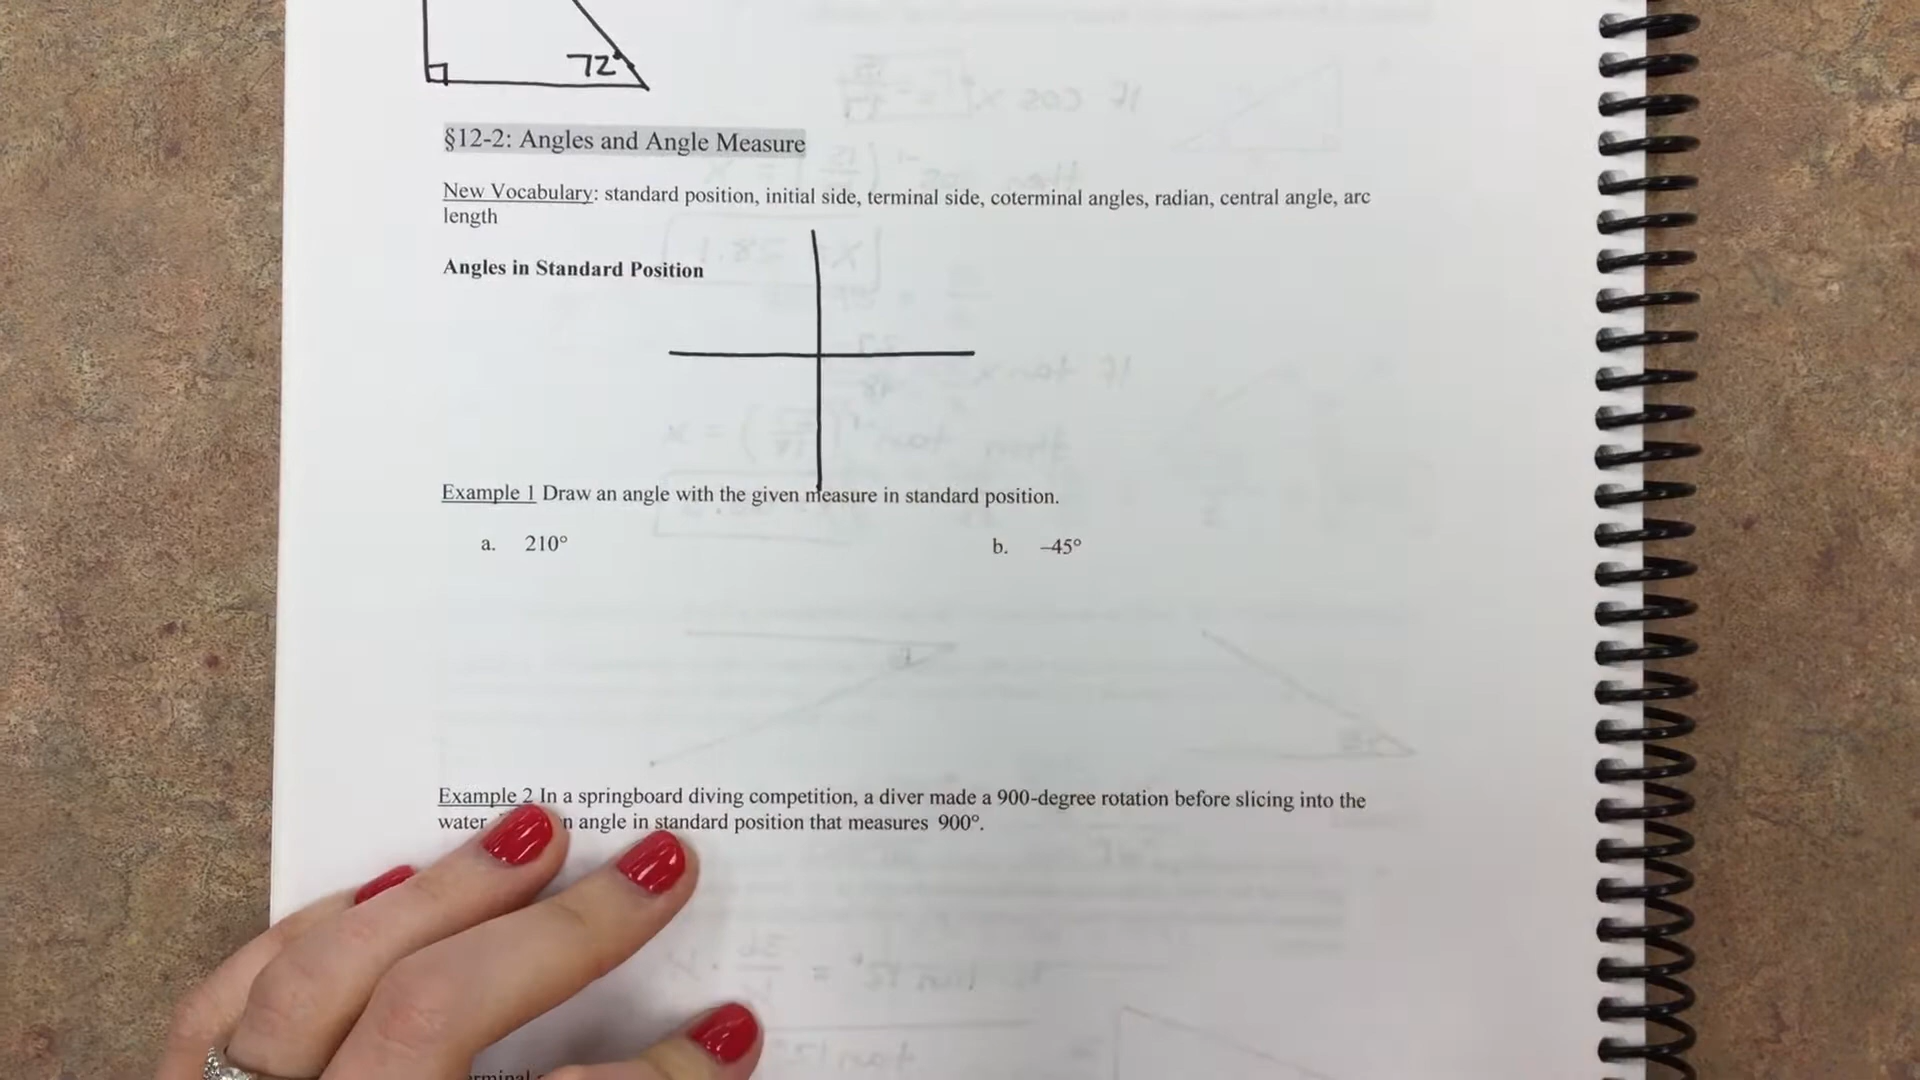 72°
§12-2: Angles and Angle Measure
New Vocabulary: standard position, initial side, terminal side, coterminal angles, radian, central angle, arc
length
Angles in Standard Position
Example 1 Draw an angle with the given measure in standard position.
a. 210°
b. –45°
Example 2 In a springboard diving competition, a diver made a 900-degree rotation before slicing into the
water angle in standard position that measures 900°.